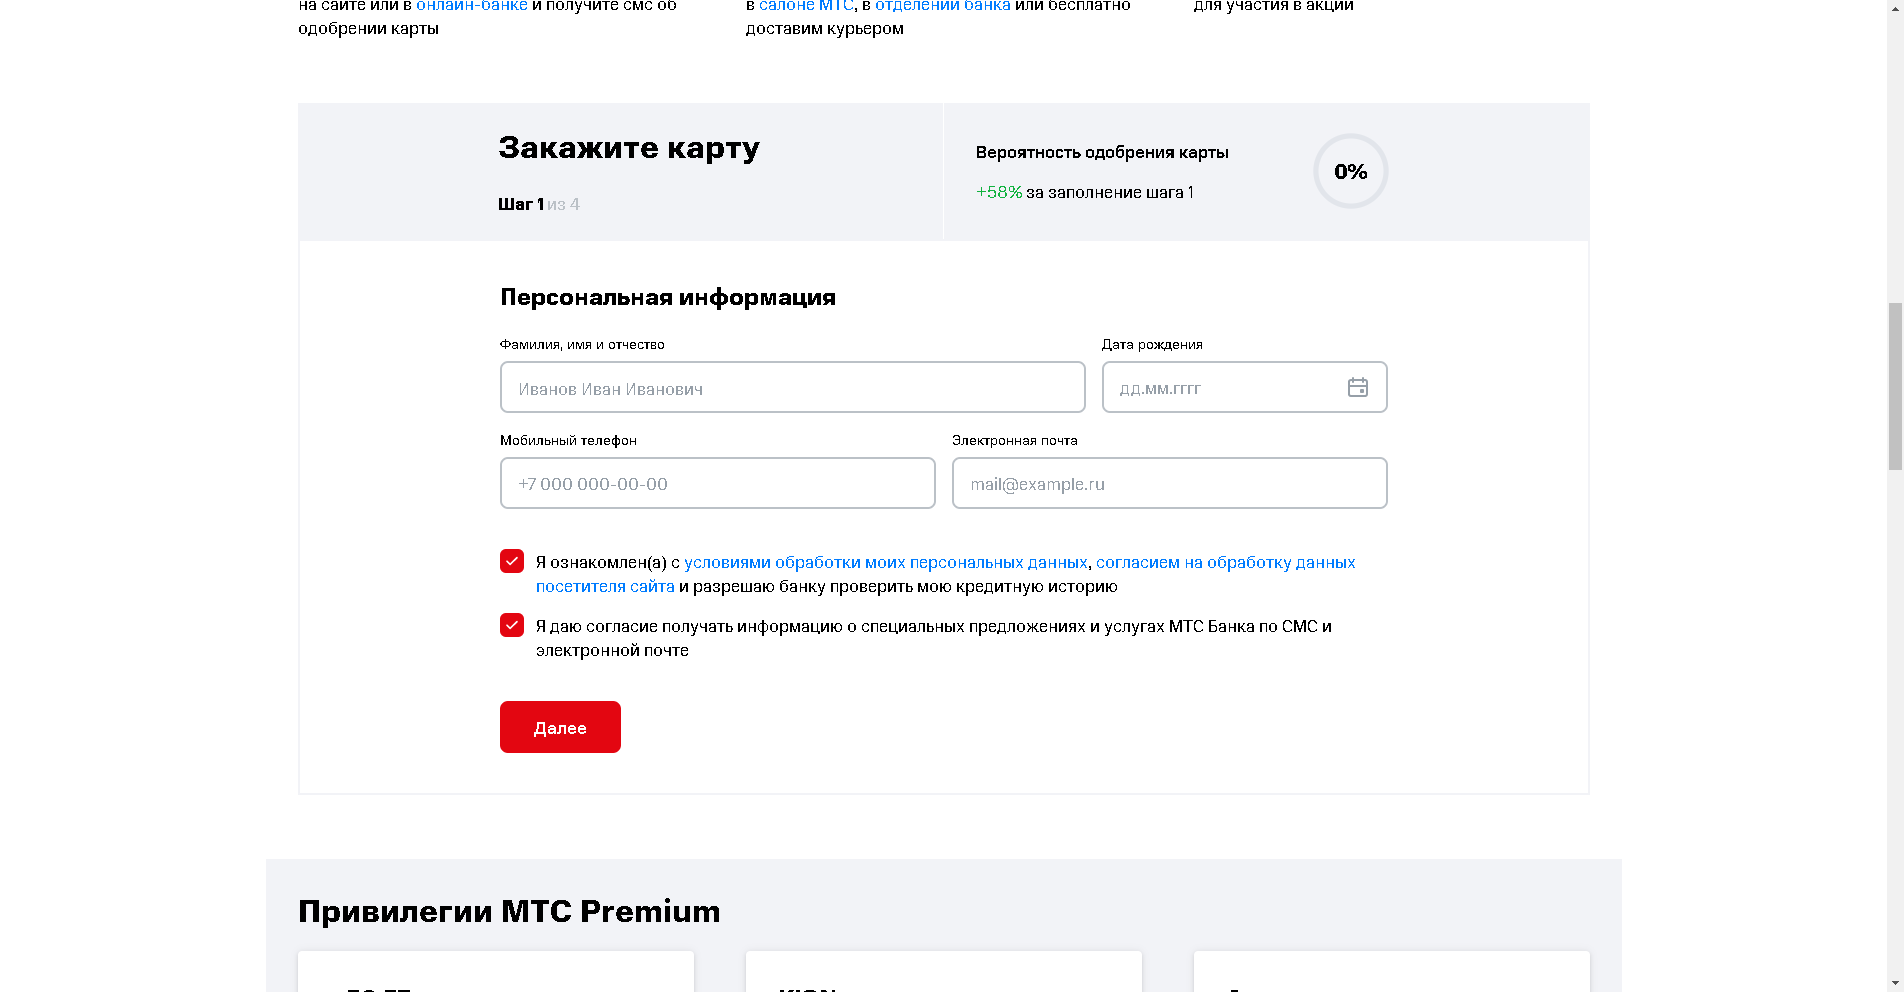 на сайте или в онлайн-банке и получите смс об
одобрении карты
в салоне МТС, в отделении банка или бесплатно
доставим курьером
для участия в акции
Закажите карту
Шаг 1 из 4
Вероятность одобрения карты
+58% за заполнение шага 1
0%
Персональная информация
Фамилия, имя и отчество
Дата рождения
Иванов Иван Иванович
дд.мм.гггг
Мобильный телефон
Электронная почта
+7 000 000-00-00
mail@example.ru
Я ознакомлен(а) с условиями обработки моих персональных данных, согласием на обработку данных
посетителя сайта и разрешаю банку проверить мою кредитную историю
Я даю согласие получать информацию о специальных предложениях и услугах МТС Банка по СМС и
электронной почте
Далее
Привилегии МТС Premium
KION